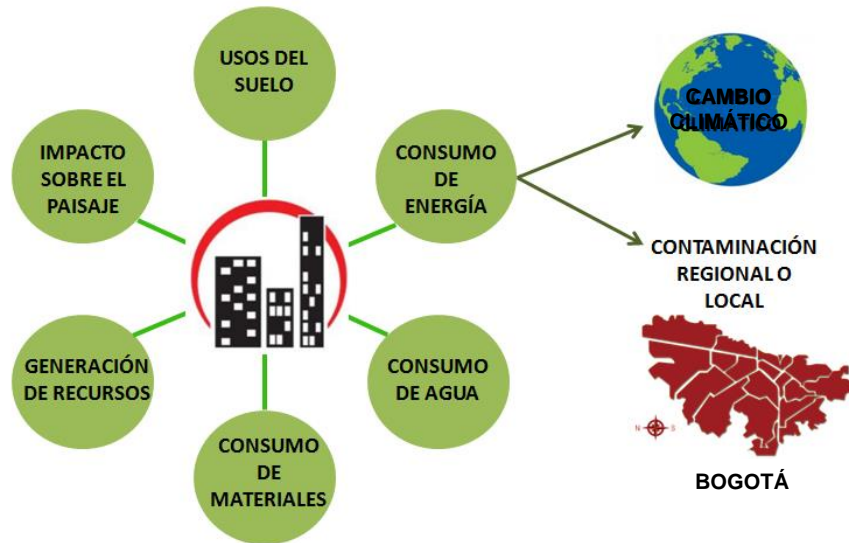 USOS DEL
SUELO
IMPACTO
SOBRE EL
PAISAJE
CONSUMO
DE
ENERGÍA
GENERACIÓN
DE RECURSOS
CONSUMO
DE AGUA
CONSUMO
DE
MATERIALES
CAMBIO
CLIMÁTICO
CONTAMINACIÓN
REGIONAL O
LOCAL
N S
BOGOTÁ